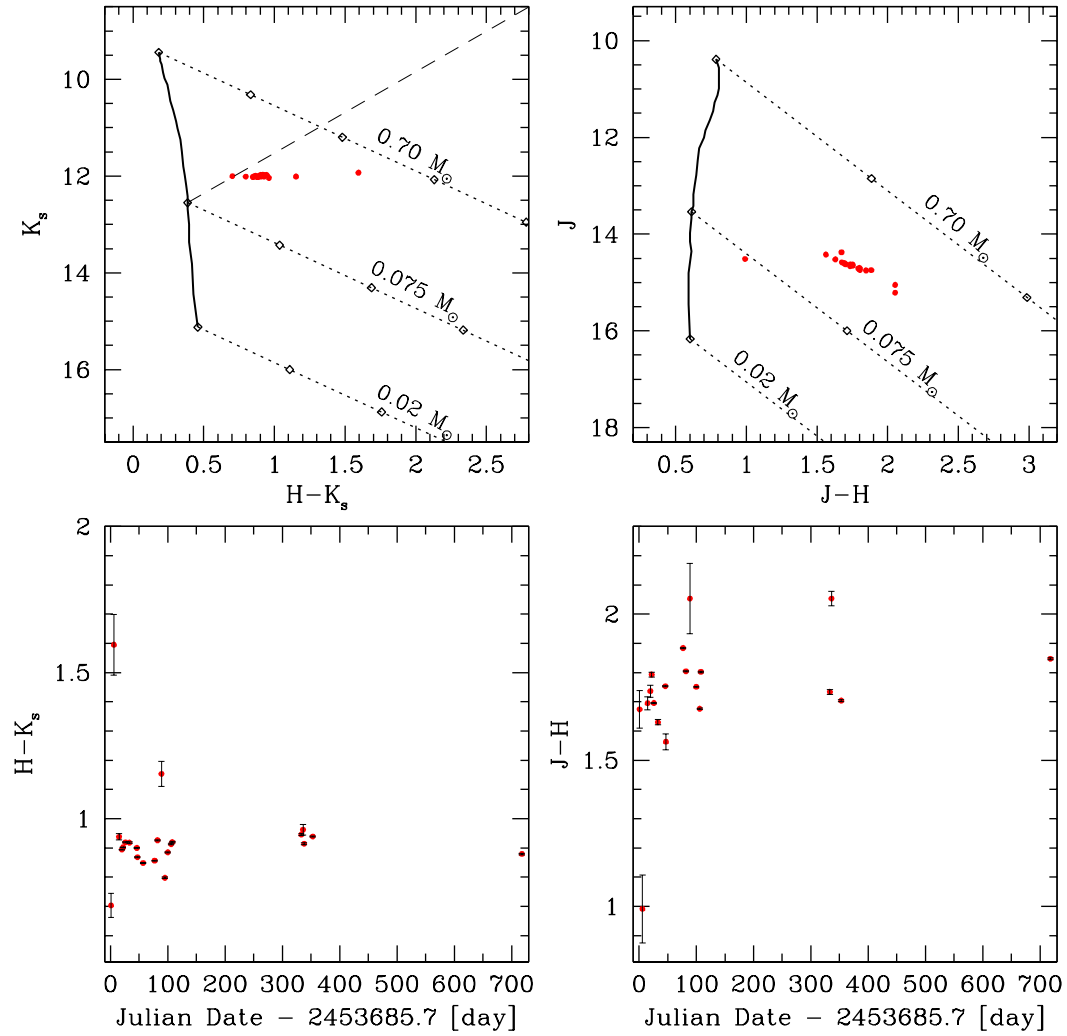 10
12
14
16
K_s
0.70 M⊙
0.075 M⊙
0.02 M⊙
0 0.5 1 1.5 2 2.5
H−K_s
10
12
14
16
18
J
0.70 M⊙
0.075 M⊙
0.02 M⊙
0.5 1 1.5 2 2.5 3
J−H
2
1.5
1
H−K_s
0 100 200 300 400 500 600 700
Julian Date − 2453685.7 [day]
2
1.5
1
J−H
0 100 200 300 400 500 600 700
Julian Date − 2453685.7 [day]